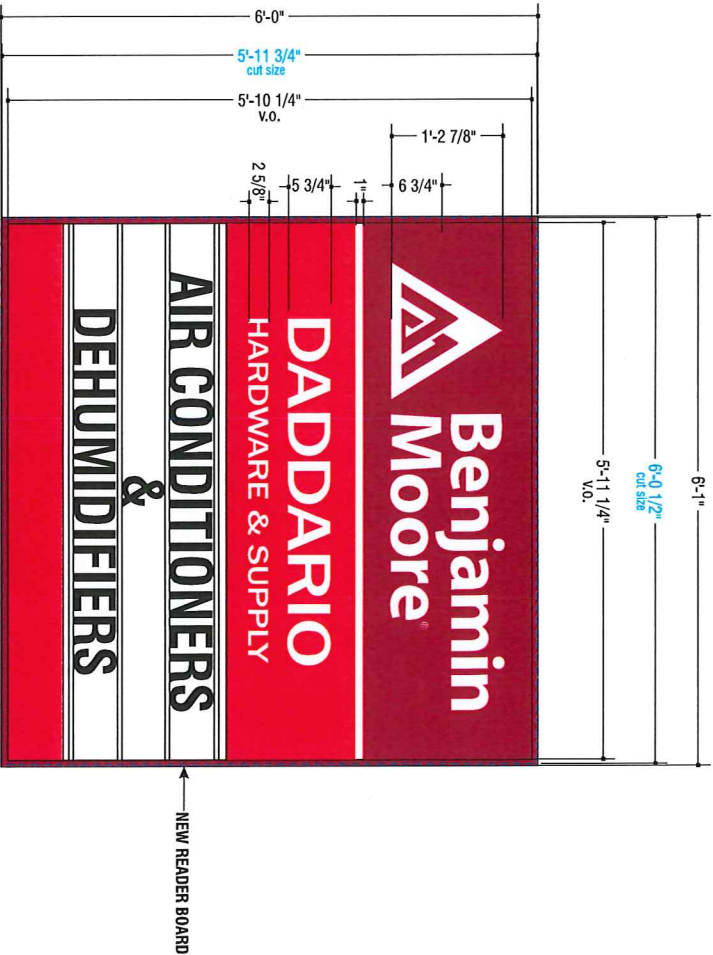 6'-1"
6'-0 1/2"
cut size
5'-11 1/4"
v.o.
6'-0"
5'-11 3/4"
cut size
5'-10 1/4"
v.o.
1'-2 7/8"
6 3/4"
1"
5 3/4"
2 5/8"
Benjamin
Moore®
DADDARIO
HARDWARE & SUPPLY
AIR CONDITIONERS
&
DEHUMIDIFIERS
NEW READER BOARD